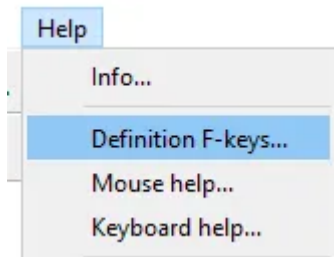 Help
Info...
Definition F-keys...
Mouse help...
Keyboard help...